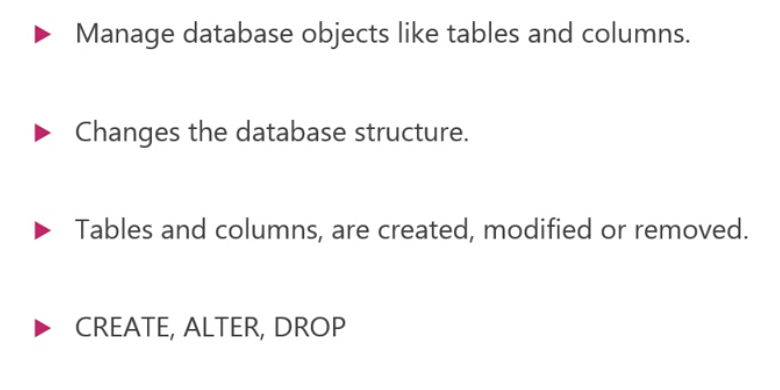 Manage database objects like tables and columns.
Changes the database structure.
Tables and columns, are created, modified or removed.
CREATE, ALTER, DROP